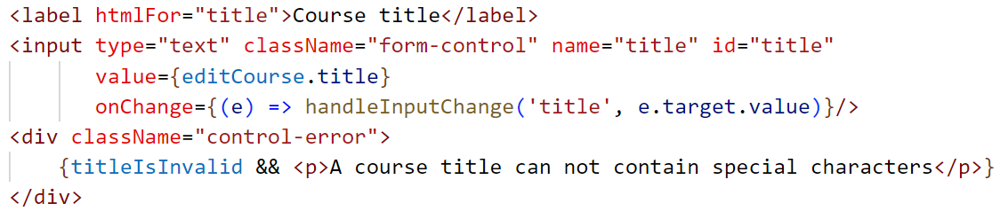 <label htmlFor="title">Course title</label>
<input type="text" className="form-control" name="title" id="title"
value={editCourse.title}
onChange={(e) => handleInputChange('title', e.target.value)}/>
<div className="control-error">
{titleIsInvalid && <p>A course title can not contain special characters</p>}
</div>